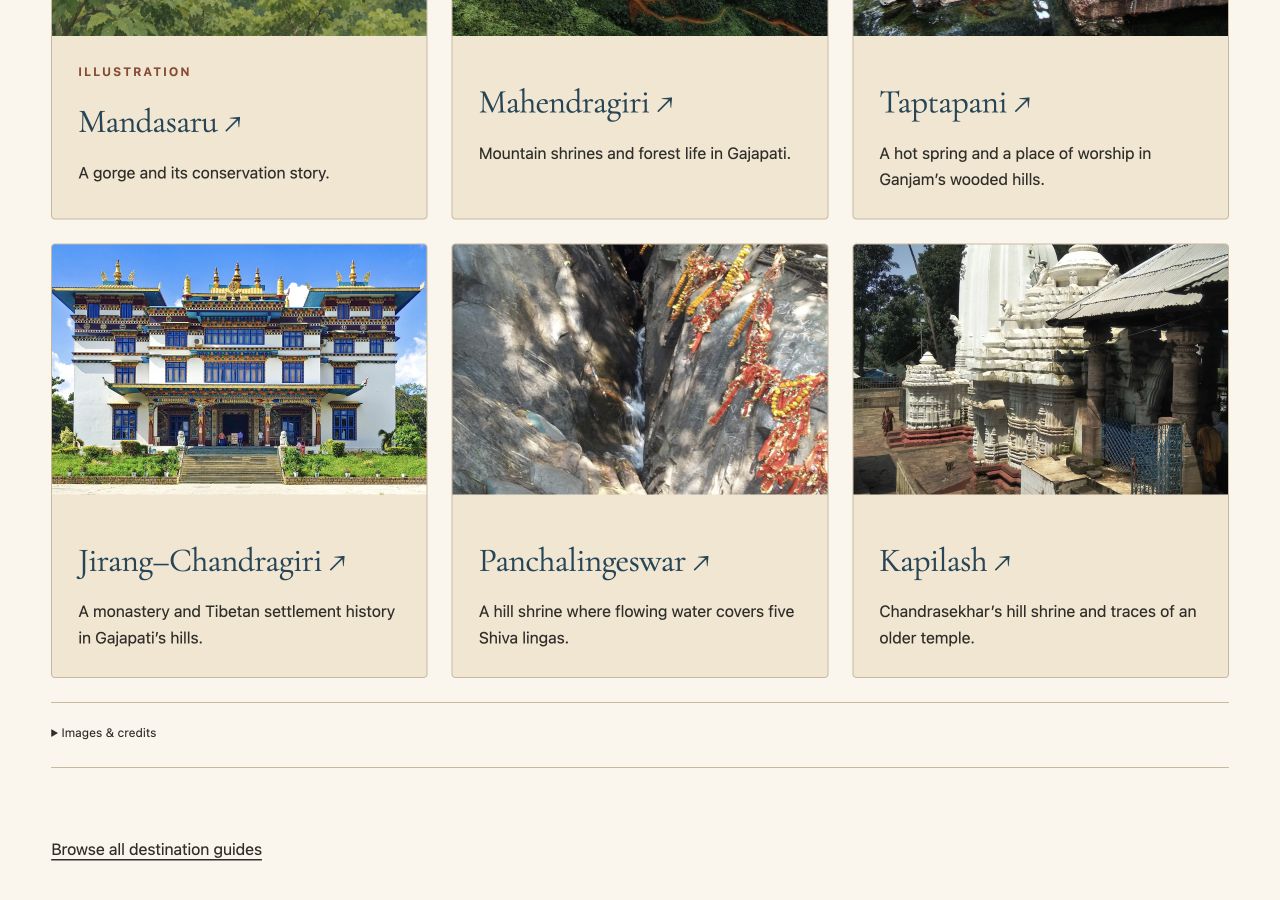 ILLUSTRATION
Mandasaru ↗
A gorge and its conservation story.
Mahendragiri ↗
Mountain shrines and forest life in Gajapati.
Taptapani ↗
A hot spring and a place of worship in
Ganjam’s wooded hills.
Jirang–Chandragiri ↗
A monastery and Tibetan settlement history
in Gajapati’s hills.
Panchalingeswar ↗
A hill shrine where flowing water covers five
Shiva lingas.
Kapilash ↗
Chandrasekhar’s hill shrine and traces of an
older temple.
▶ Images & credits
Browse all destination guides